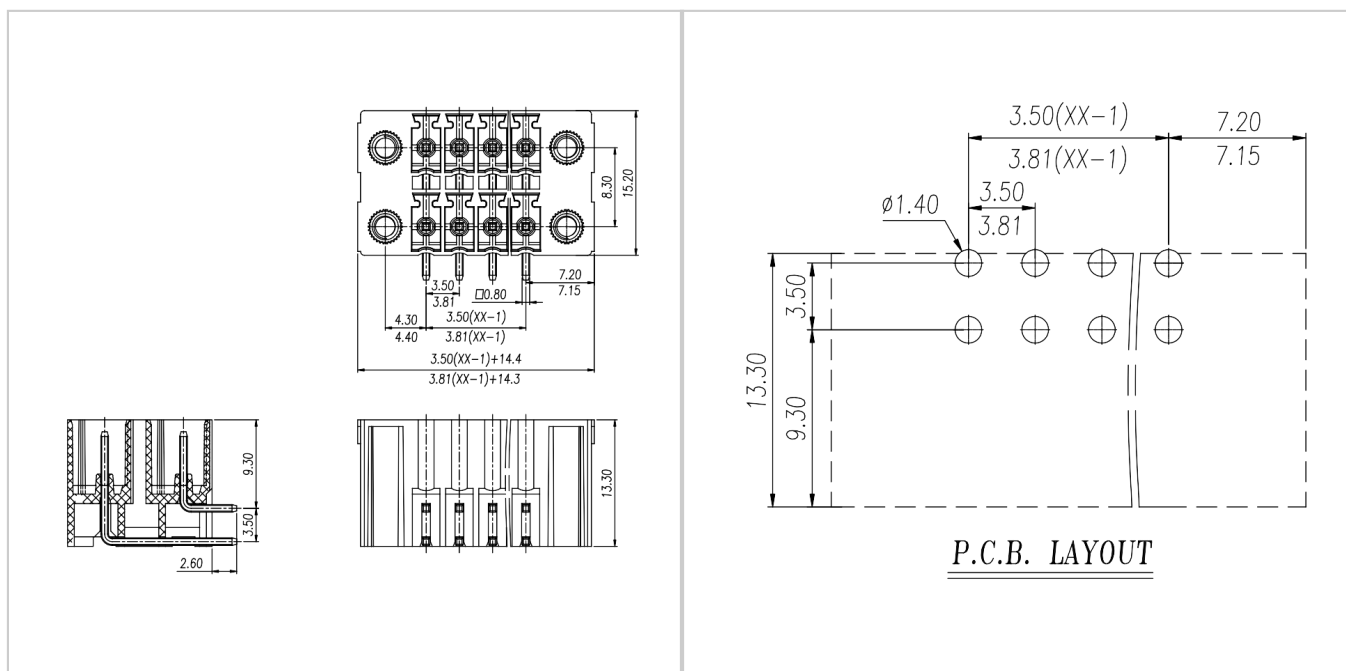 8.30
15.20
3.50
3.81
□0.80
7.20
7.15
4.30
4.40
3.50(XX-1)
3.81(XX-1)
3.50(XX-1)+14.4
3.81(XX-1)+14.3
9.30
3.50
2.60
13.30
3.50(XX-1)
3.81(XX-1)
7.20
7.15
3.50
3.81
ø1.40
3.50
13.30
9.30
P.C.B. LAYOUT